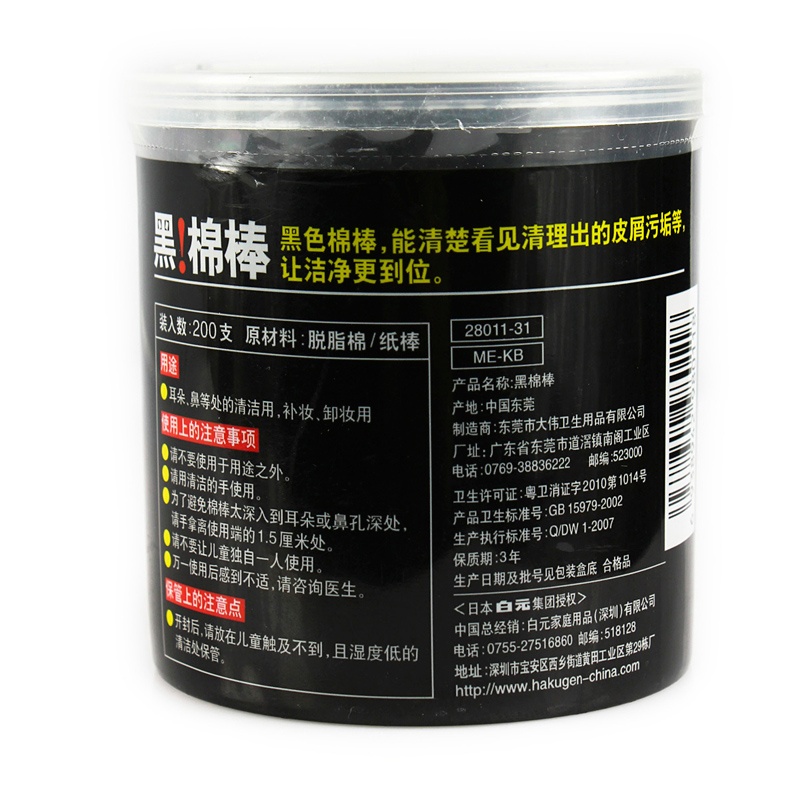 黑!棉棒
黑色棉棒,能清楚看见清理出的皮屑污垢等,
让洁净更到位。
装入数:200支 原材料:脱脂棉/纸棒
用途
耳朵、鼻等处的清洁用,补妆、卸妆用
使用上的注意事项
请不要使用于用途之外。
请用清洁的手使用。
为了避免棉棒太深入到耳朵或鼻孔深处,
请手拿离使用端的1.5厘米处。
请不要让儿童独自一人使用。
万一使用后感到不适,请咨询医生。
保管上的注意点
开封后,请放在儿童触及不到,且湿度低的
清洁处保管。
28011-31
ME-KB
产品名称:黑棉棒
产地:中国东莞
制造商:东莞市大伟卫生用品有限公司
厂址:广东省东莞市道滘镇南阁工业区
电话:0769-38836222 邮编:523000
卫生许可证:粤卫消证字2010第1014号
产品卫生标准号:GB 15979-2002
生产执行标准号:Q/DW 1-2007
保质期:3年
生产日期及批号见包装盒底 合格品
<日本白元集团授权>
中国总经销:白元家庭用品(深圳)有限公司
电话:0755-27516860 邮编:518128
地址:深圳市宝安区西乡街道黄田工业区第29栋厂
http://www.hakugen-china.com